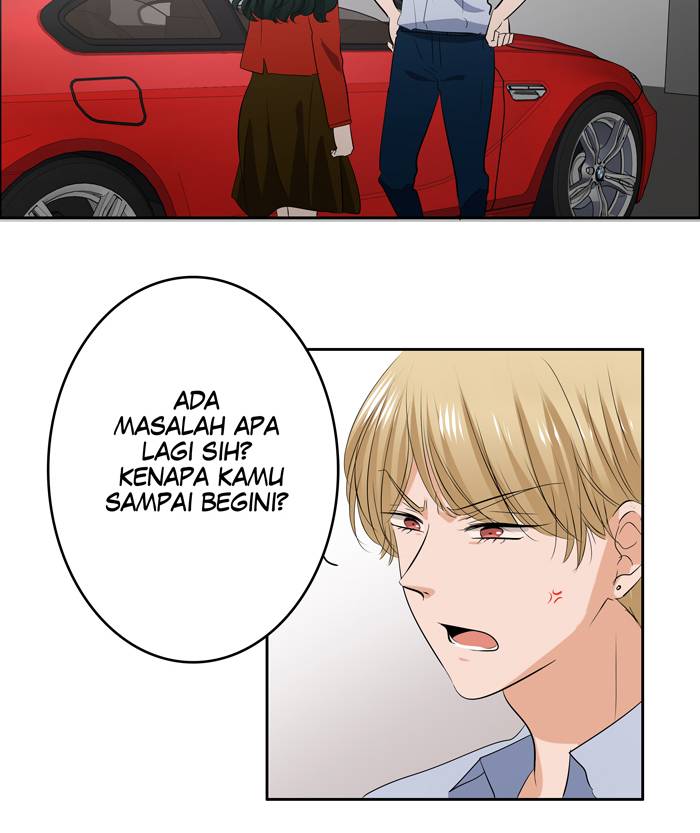 ADA
MASALAH APA
LAGI SIH?
KENAPA KAMU
SAMPAI BEGINI?